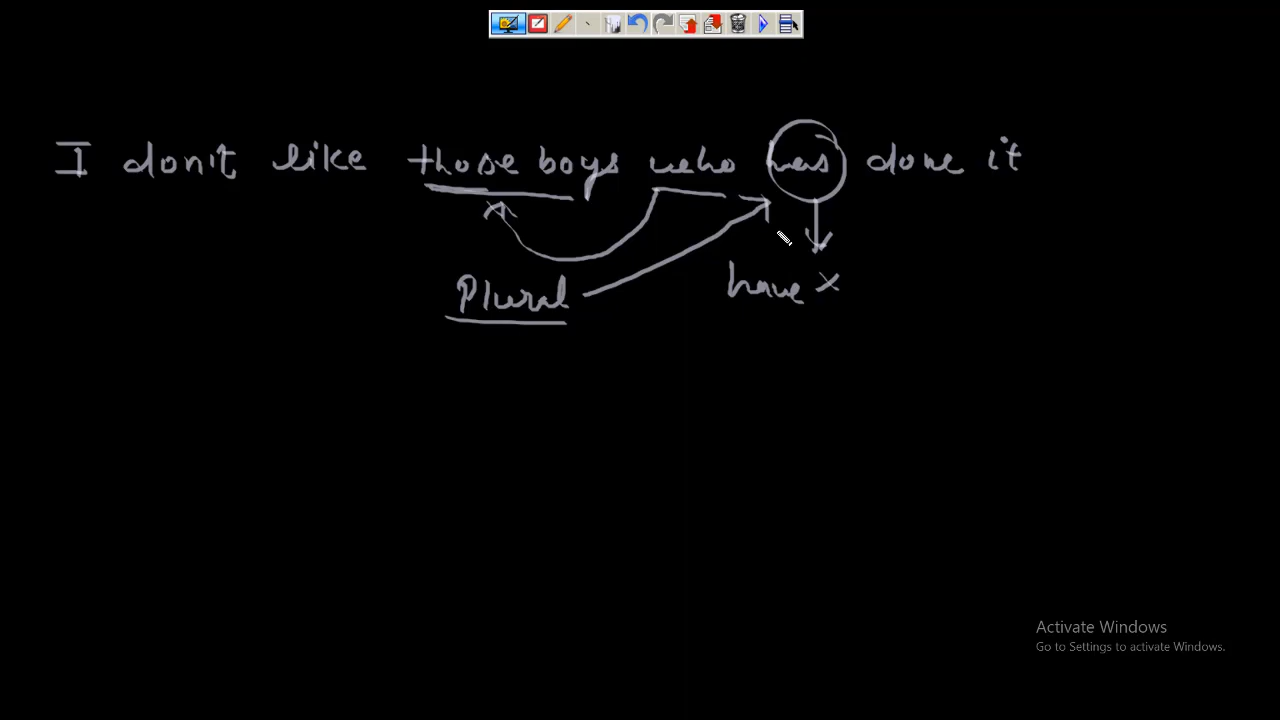 I don't like those boys who has done it
Plural
have ×
Activate Windows
Go to Settings to activate Windows.